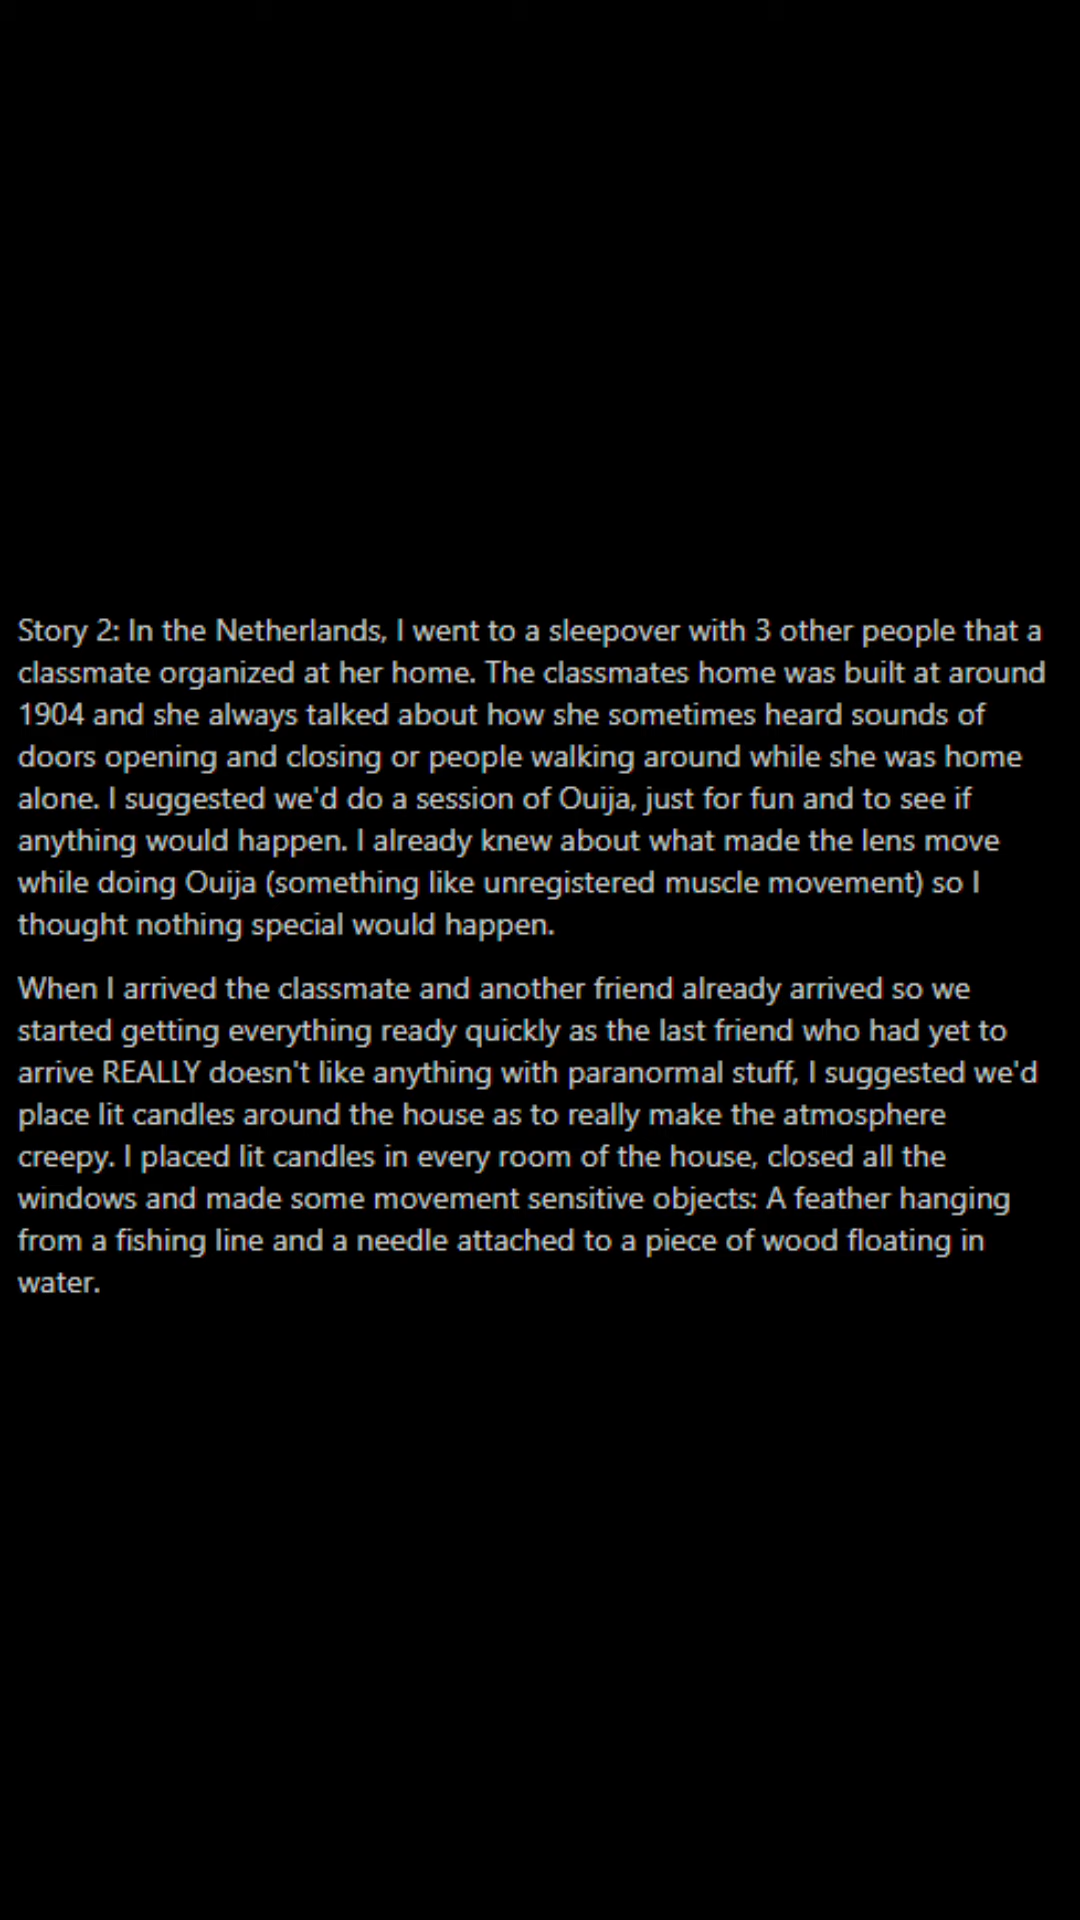 Story 2: In the Netherlands, I went to a sleepover with 3 other people that a
classmate organized at her home. The classmates home was built at around
1904 and she always talked about how she sometimes heard sounds of
doors opening and closing or people walking around while she was home
alone. I suggested we'd do a session of Ouija, just for fun and to see if
anything would happen. I already knew about what made the lens move
while doing Ouija (something like unregistered muscle movement) so I
thought nothing special would happen.
When I arrived the classmate and another friend already arrived so we
started getting everything ready quickly as the last friend who had yet to
arrive REALLY doesn't like anything with paranormal stuff, I suggested we'd
place lit candles around the house as to really make the atmosphere
creepy. I placed lit candles in every room of the house, closed all the
windows and made some movement sensitive objects: A feather hanging
from a fishing line and a needle attached to a piece of wood floating in
water.